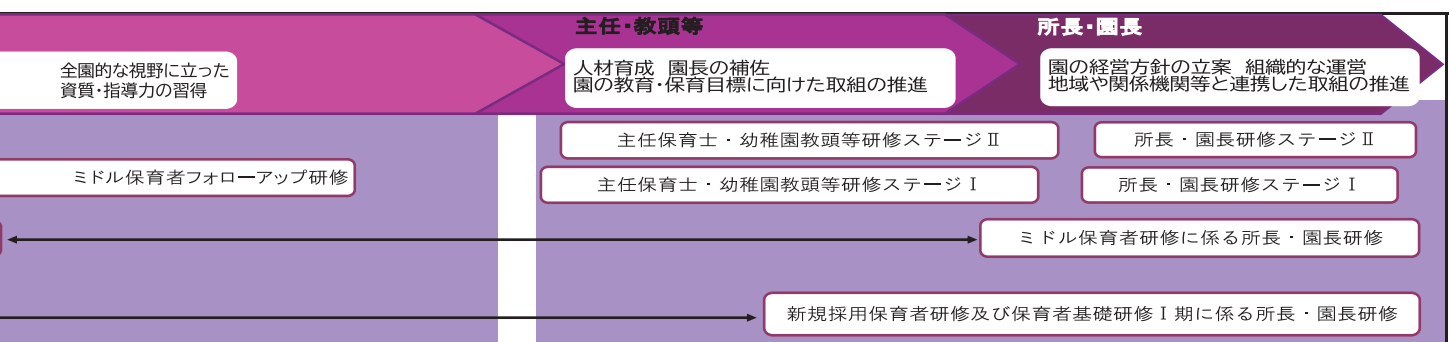 主任・教頭等
所長・園長
全園的な視野に立った
資質・指導力の習得
人材育成　園長の補佐
園の教育・保育目標に向けた取組の推進
園の経営方針の立案　組織的な運営
地域や関係機関等と連携した取組の推進
主任保育士・幼稚園教頭等研修ステージⅡ
所長・園長研修ステージⅡ
ミドル保育者フォローアップ研修
主任保育士・幼稚園教頭等研修ステージⅠ
所長・園長研修ステージⅠ
ミドル保育者研修に係る所長・園長研修
新規採用保育者研修及び保育者基礎研修Ⅰ期に係る所長・園長研修